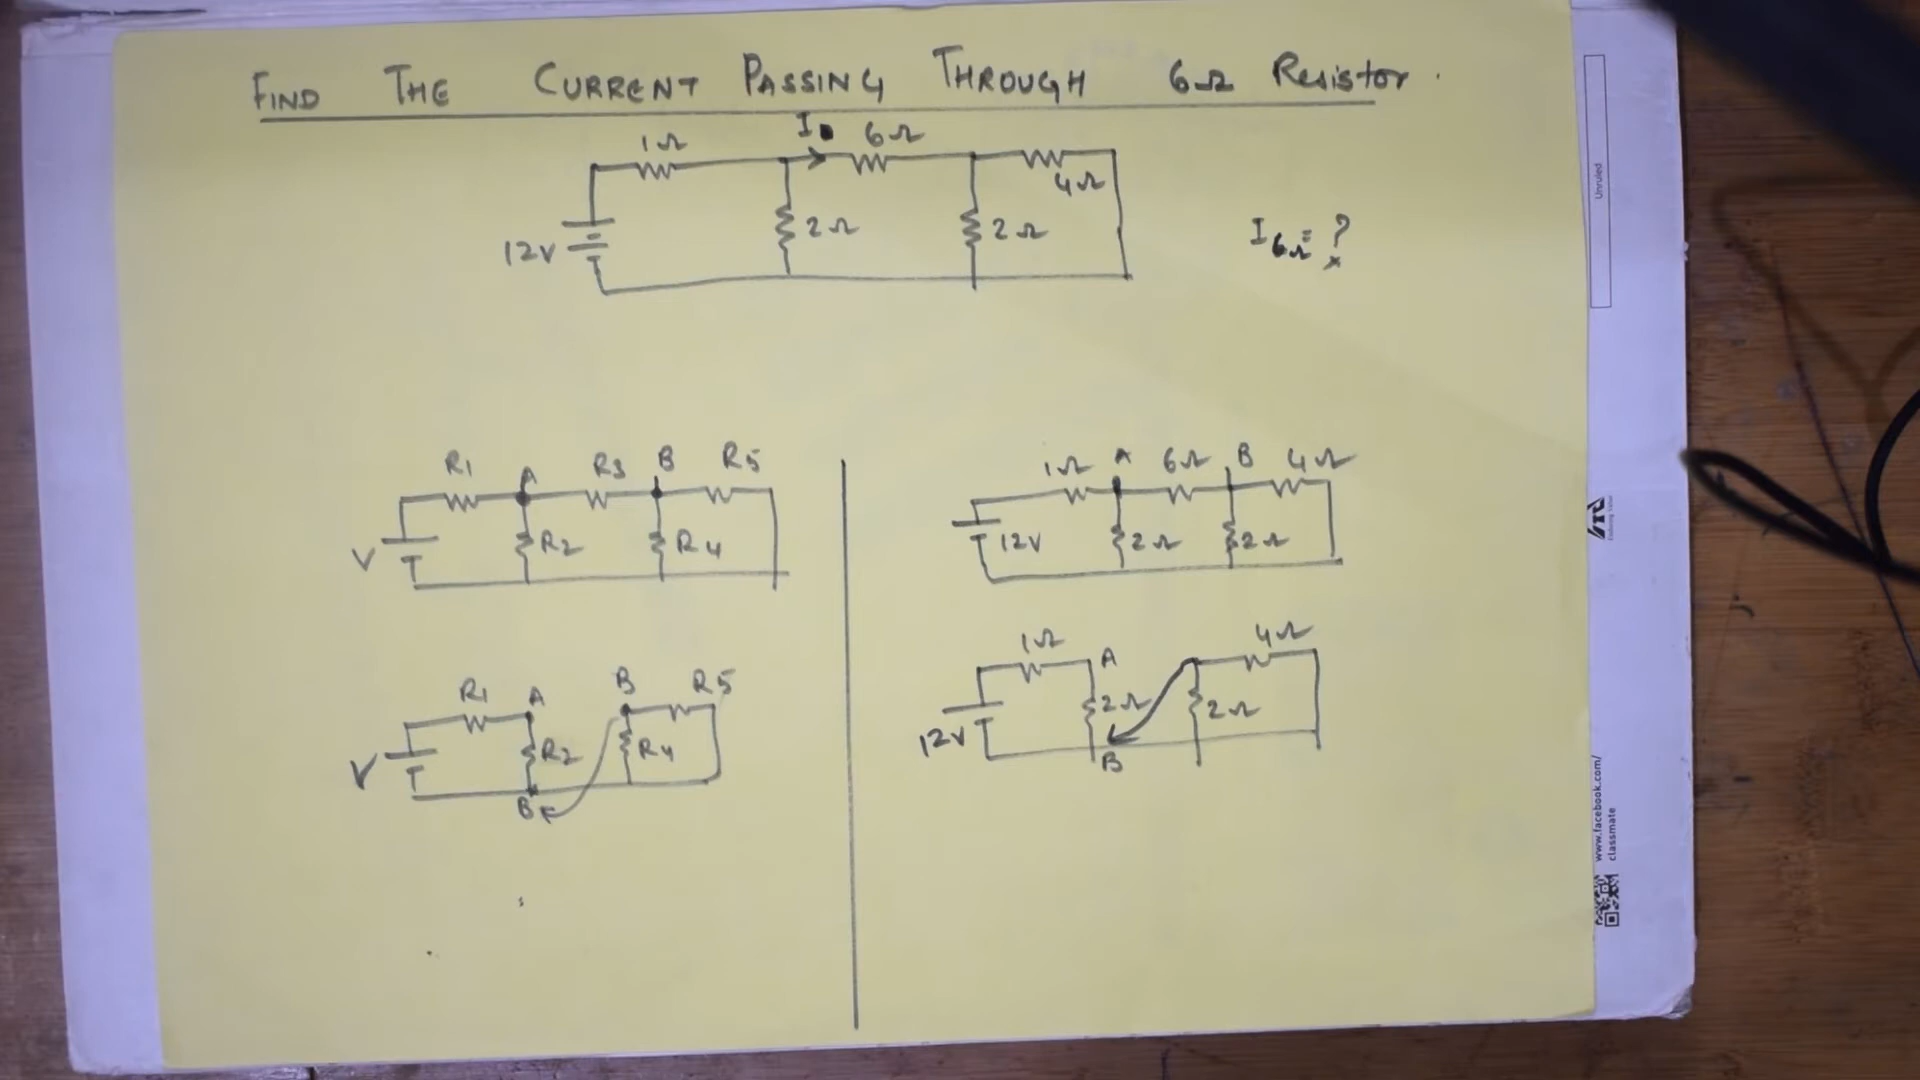 FIND THE CURRENT PASSING THROUGH 6Ω Resistor.
1Ω I 6Ω
4Ω
12V 2Ω 2Ω
I6Ω = ?
R1 A R3 B R5
V R2 R4
1Ω A 6Ω B 4Ω
12V 2Ω 2Ω
R1 A B R5
V R2 R4
B
1Ω A 4Ω
12V 2Ω 2Ω
B
Unruled
ITC
www.facebook.com/
classmate